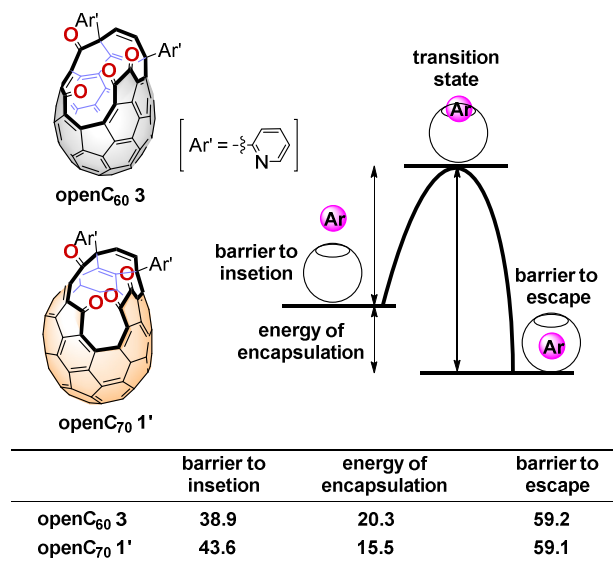 Ar'
O
O
Ar'
O
O
openC60 3
[ Ar' = N ]
Ar'
O
O
Ar'
O
O
openC70 1'
transition
state
Ar
Ar
barrier to
insetion
energy of
encapsulation
barrier to
escape
Ar
barrier to insetion energy of encapsulation barrier to escape
openC60 3 38.9 20.3 59.2
openC70 1' 43.6 15.5 59.1